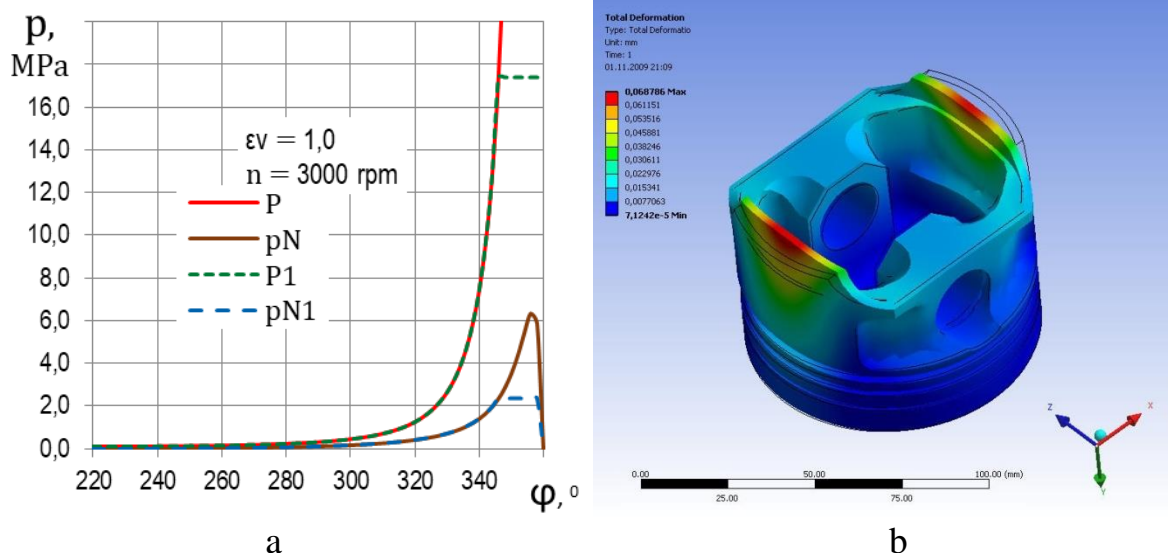 p,
MPa
16,0
14,0
12,0
10,0
8,0
6,0
4,0
2,0
0,0
εv = 1,0
n = 3000 rpm
P
pN
P1
pN1
220 260 300 340
φ, °
a
Total Deformation
Type: Total Deformatio
Unit: mm
Time: 1
01.11.2009 21:09
0,068786 Max
0,061151
0,053516
0,045881
0,038246
0,030611
0,022976
0,015341
0,0077063
7,1242e-5 Min
0.00 50.00 100.00 (mm)
25.00 75.00
Z X
Y
b